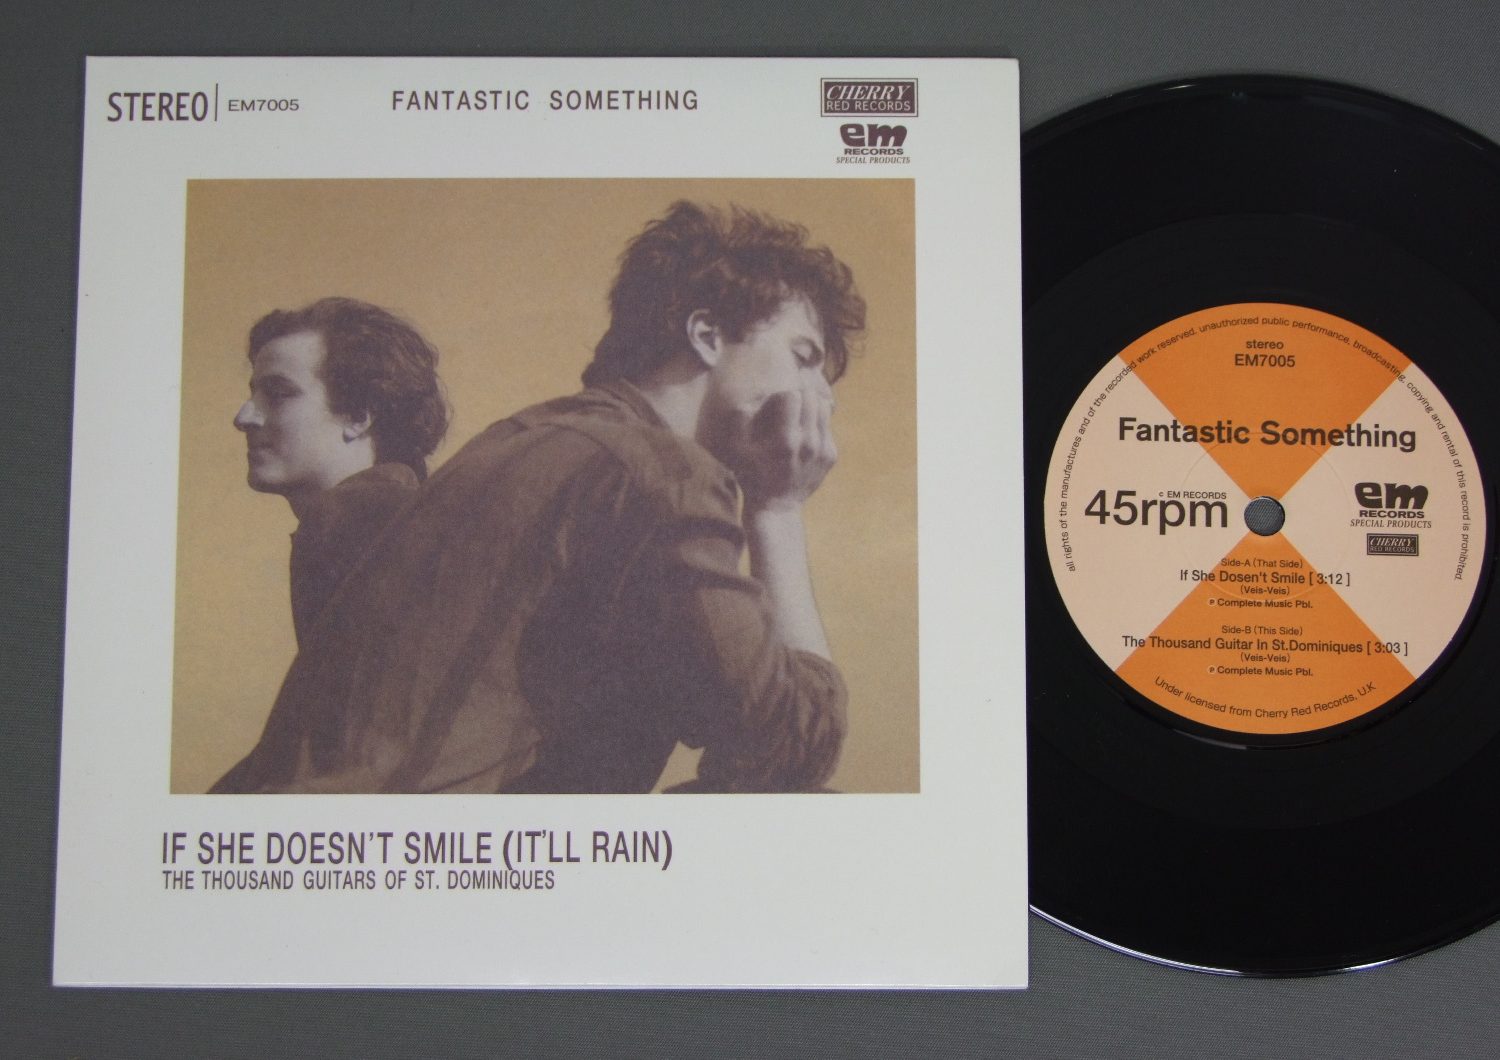 STEREO EM7005 FANTASTIC SOMETHING
CHERRY
RED RECORDS
em
RECORDS
SPECIAL PRODUCTS
IF SHE DOESN'T SMILE (IT'LL RAIN)
THE THOUSAND GUITARS OF ST. DOMINIQUES
all rights of the manufactures and of the recorded work reserved. unauthorized public performance, broadcasting, copying and rental of this record is prohibited.
stereo
EM7005
Fantastic Something
© EM RECORDS
45rpm
em
RECORDS
SPECIAL PRODUCTS
CHERRY
RED RECORDS
Side-A (That Side)
If She Dosen't Smile [ 3:12 ]
(Veis-Veis)
℗ Complete Music Pbl.
Side-B (This Side)
The Thousand Guitar In St.Dominiques [ 3:03 ]
(Veis-Veis)
℗ Complete Music Pbl.
Under licensed from Cherry Red Records, U.K